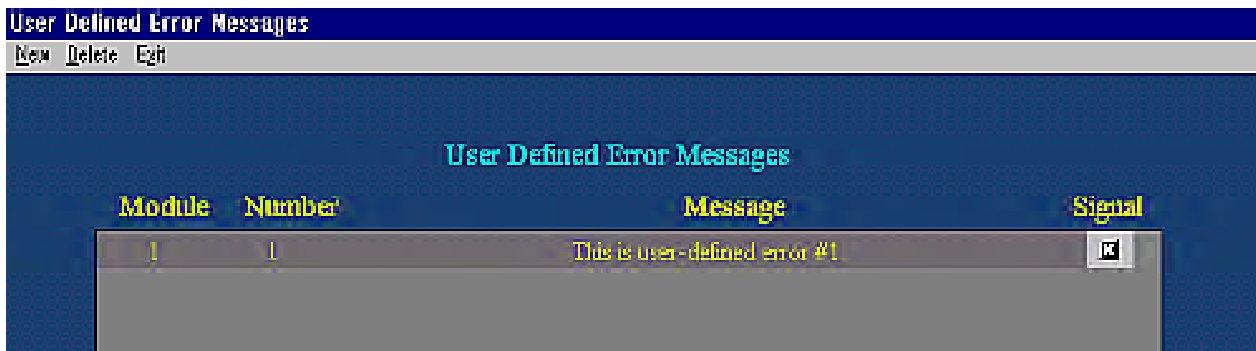 User Defined Error Messages
New Delete Exit
User Defined Error Messages
Module Number Message Signal
1 1 This is user-defined error #1